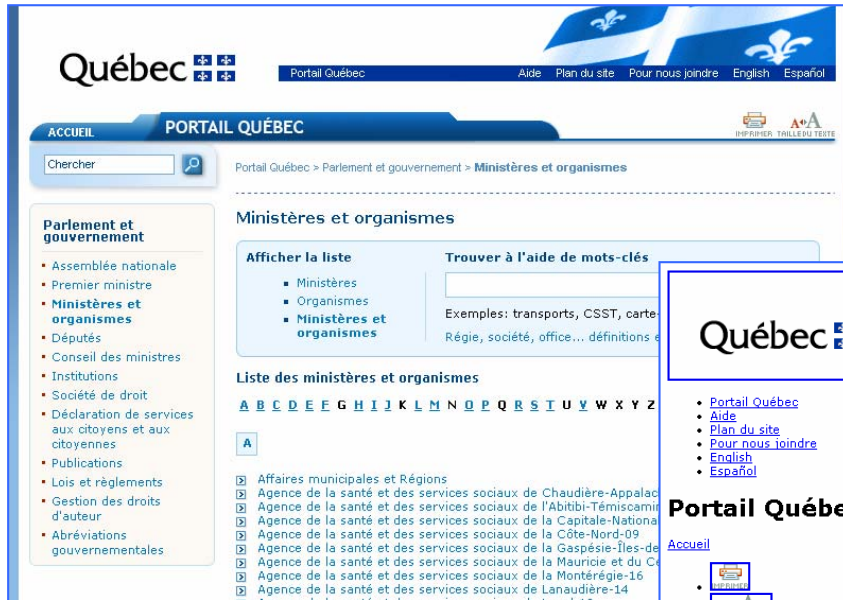 Québec
Portail Québec Aide Plan du site Pour nous joindre English Español
ACCUEIL PORTAIL QUÉBEC
IMPRIMER TAILLE DU TEXTE
Chercher
Portail Québec > Parlement et gouvernement > Ministères et organismes
Parlement et
gouvernement
Assemblée nationale
Premier ministre
Ministères et
organismes
Députés
Conseil des ministres
Institutions
Société de droit
Déclaration de services
aux citoyens et aux
citoyennes
Publications
Lois et règlements
Gestion des droits
d'auteur
Abréviations
gouvernementales
Ministères et organismes
Afficher la liste
Ministères
Organismes
Ministères et
organismes
Trouver à l'aide de mots-clés
Exemples: transports, CSST, carte-
Régie, société, office... définitions e
Liste des ministères et organismes
A B C D E F G H I J K L M N O P Q R S T U V W X Y Z
A
Affaires municipales et Régions
Agence de la santé et des services sociaux de Chaudière-Appalac
Agence de la santé et des services sociaux de l'Abitibi-Témiscamin
Agence de la santé et des services sociaux de la Capitale-Nationa
Agence de la santé et des services sociaux de la Côte-Nord-09
Agence de la santé et des services sociaux de la Gaspésie-Îles-de
Agence de la santé et des services sociaux de la Mauricie et du Ce
Agence de la santé et des services sociaux de la Montérégie-16
Agence de la santé et des services sociaux de Lanaudière-14
Québec
Portail Québec
Aide
Plan du site
Pour nous joindre
English
Español
Portail Québe
Accueil
IMPRIMER